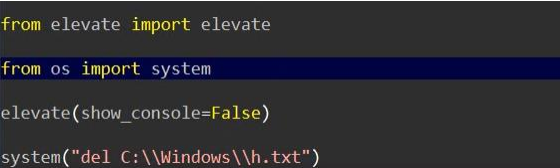 from elevate import elevate
from os import system
elevate(show_console=False)
system("del C:\\Windows\\h.txt")